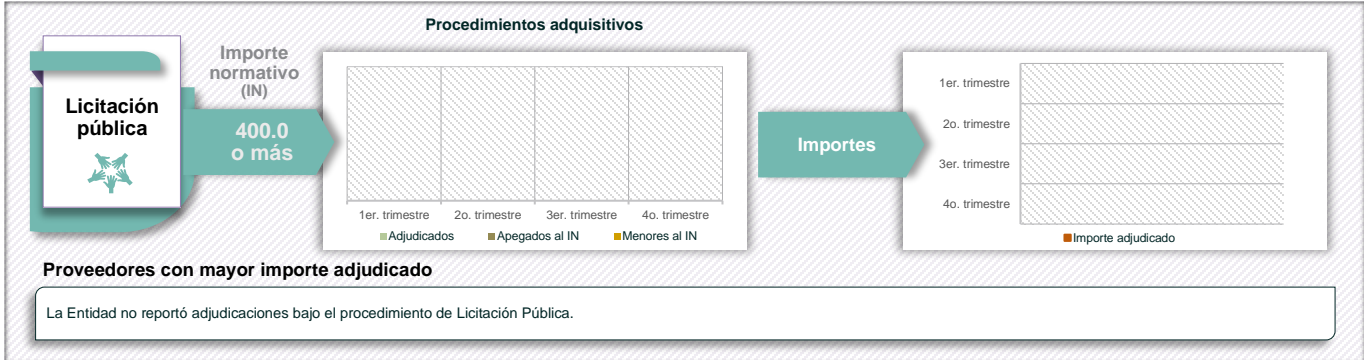 Procedimientos adquisitivos
Licitación
pública
Importe
normativo
(IN)
400.0
o más
1er. trimestre 2o. trimestre 3er. trimestre 4o. trimestre
Adjudicados Apegados al IN Menores al IN
Importes
1er. trimestre
2o. trimestre
3er. trimestre
4o. trimestre
Importe adjudicado
Proveedores con mayor importe adjudicado
La Entidad no reportó adjudicaciones bajo el procedimiento de Licitación Pública.